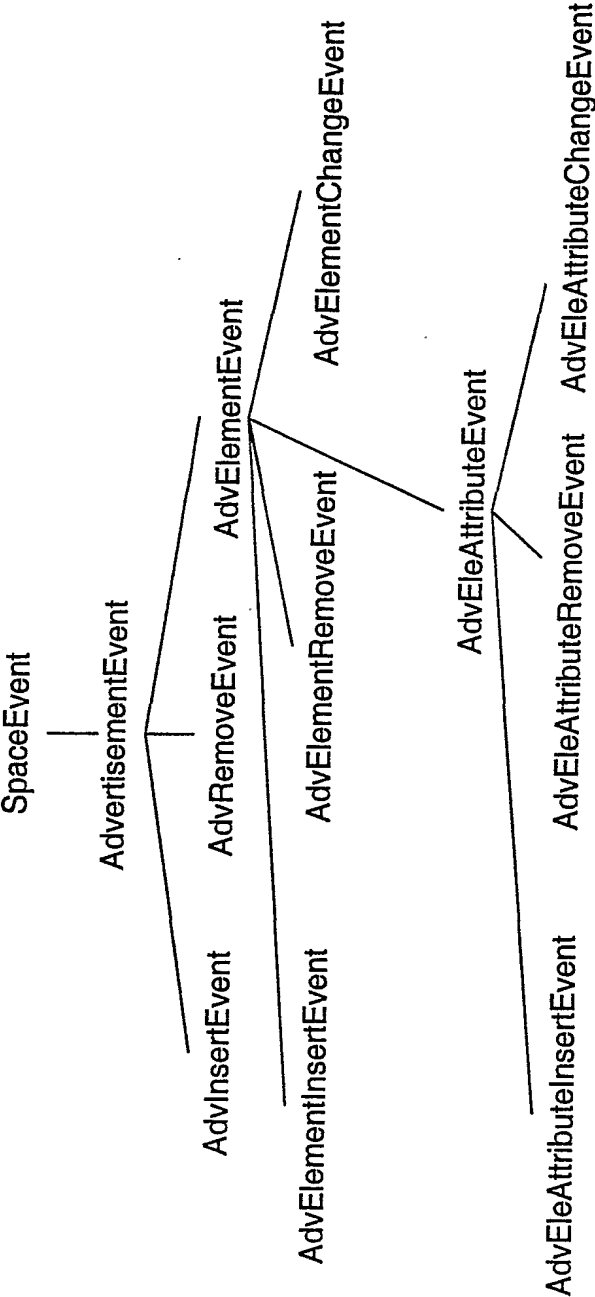 SpaceEvent
AdvertisementEvent
AdvInsertEvent
AdvRemoveEvent
AdvElementEvent
AdvElementInsertEvent
AdvElementRemoveEvent
AdvElementChangeEvent
AdvEleAttributeEvent
AdvEleAttributeInsertEvent
AdvEleAttributeRemoveEvent
AdvEleAttributeChangeEvent